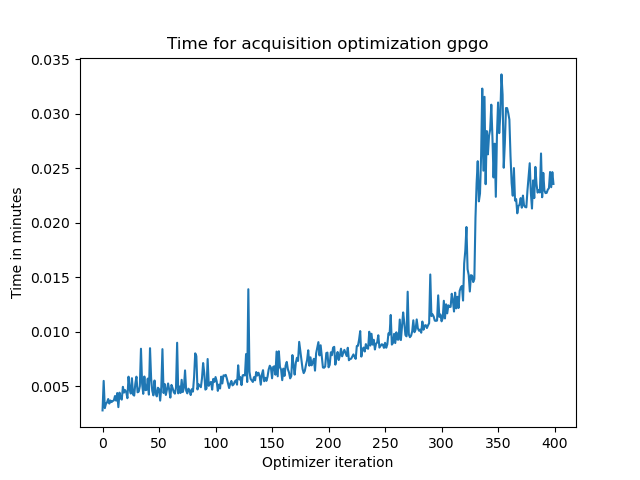 Time for acquisition optimization gpgo
0.035
0.030
0.025
0.020
0.015
0.010
0.005
Time in minutes
0 50 100 150 200 250 300 350 400
Optimizer iteration